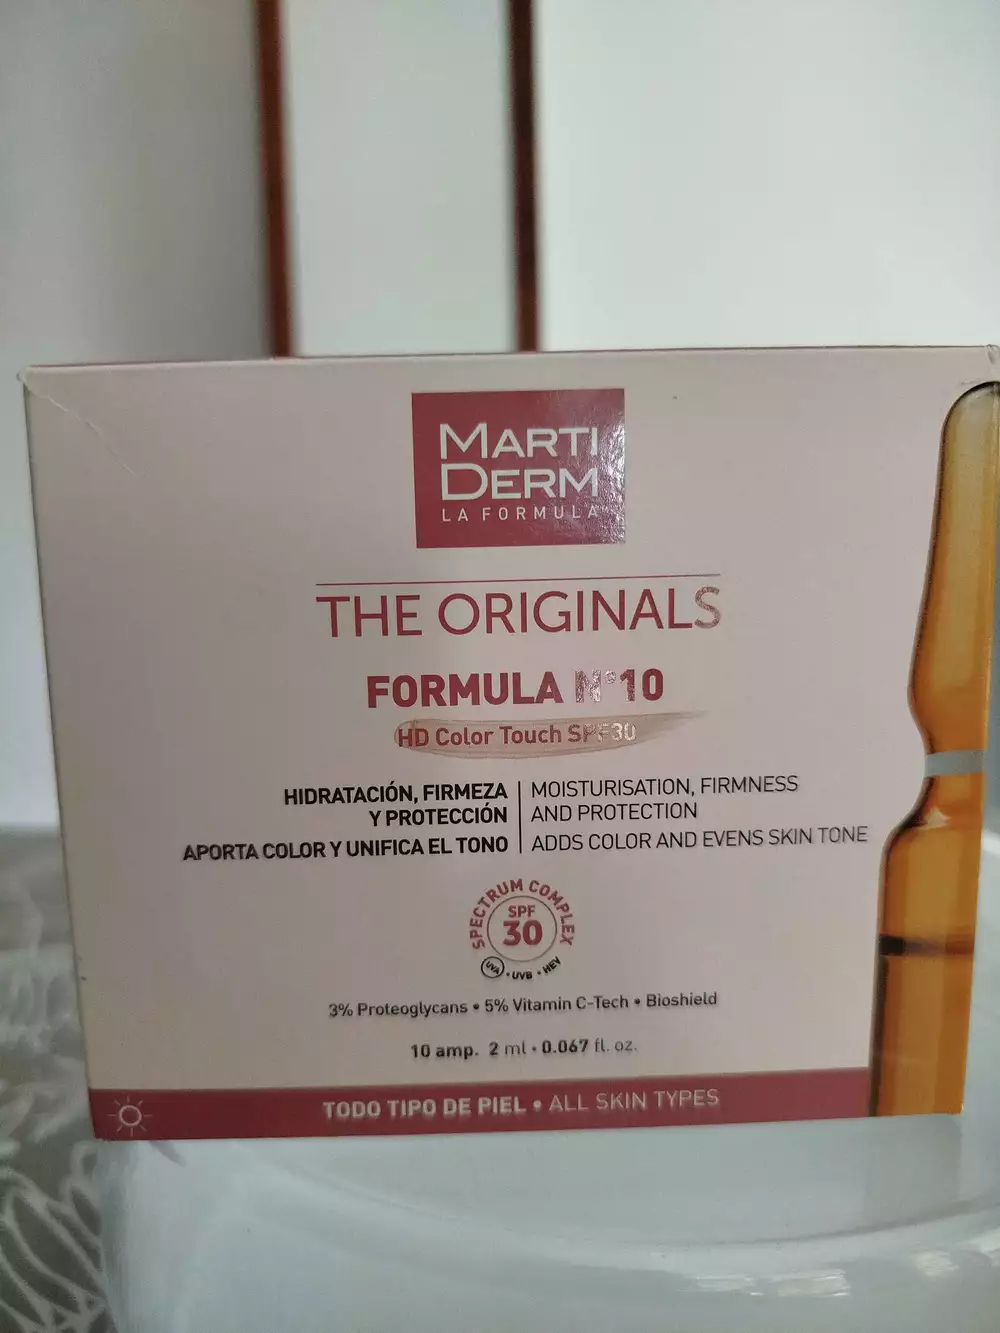 MARTI
DERM
LA FORMULA
THE ORIGINALS
FORMULA N°10
HD Color Touch SPF30
HIDRATACIÓN, FIRMEZA
Y PROTECCIÓN
APORTA COLOR Y UNIFICA EL TONO
MOISTURISATION, FIRMNESS
AND PROTECTION
ADDS COLOR AND EVENS SKIN TONE
SPECTRUM COMPLEX
SPF
30
UVA • UVB • HEV
3% Proteoglycans • 5% Vitamin C-Tech • Bioshield
10 amp. 2 ml • 0.067 fl. oz.
TODO TIPO DE PIEL • ALL SKIN TYPES